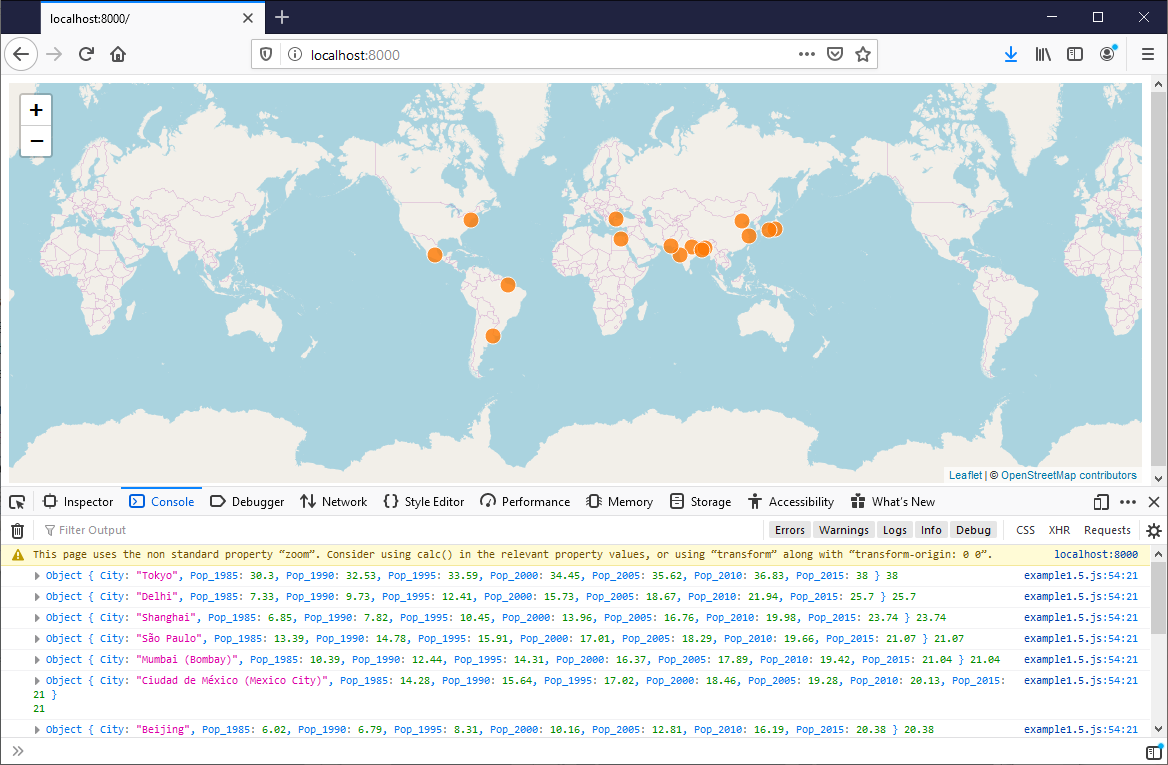 localhost:8000/
localhost:8000
+
−
Leaflet | © OpenStreetMap contributors
Inspector Console Debugger Network Style Editor Performance Memory Storage Accessibility What's New
Filter Output Errors Warnings Logs Info Debug CSS XHR Requests
This page uses the non standard property “zoom”. Consider using calc() in the relevant property values, or using “transform” along with “transform-origin: 0 0”. localhost:8000
Object { City: "Tokyo", Pop_1985: 30.3, Pop_1990: 32.53, Pop_1995: 33.59, Pop_2000: 34.45, Pop_2005: 35.62, Pop_2010: 36.83, Pop_2015: 38 } 38 example1.5.js:54:21
Object { City: "Delhi", Pop_1985: 7.33, Pop_1990: 9.73, Pop_1995: 12.41, Pop_2000: 15.73, Pop_2005: 18.67, Pop_2010: 21.94, Pop_2015: 25.7 } 25.7 example1.5.js:54:21
Object { City: "Shanghai", Pop_1985: 6.85, Pop_1990: 7.82, Pop_1995: 10.45, Pop_2000: 13.96, Pop_2005: 16.76, Pop_2010: 19.98, Pop_2015: 23.74 } 23.74 example1.5.js:54:21
Object { City: "São Paulo", Pop_1985: 13.39, Pop_1990: 14.78, Pop_1995: 15.91, Pop_2000: 17.01, Pop_2005: 18.29, Pop_2010: 19.66, Pop_2015: 21.07 } 21.07 example1.5.js:54:21
Object { City: "Mumbai (Bombay)", Pop_1985: 10.39, Pop_1990: 12.44, Pop_1995: 14.31, Pop_2000: 16.37, Pop_2005: 17.89, Pop_2010: 19.42, Pop_2015: 21.04 } 21.04 example1.5.js:54:21
Object { City: "Ciudad de México (Mexico City)", Pop_1985: 14.28, Pop_1990: 15.64, Pop_1995: 17.02, Pop_2000: 18.46, Pop_2005: 19.28, Pop_2010: 20.13, Pop_2015: example1.5.js:54:21
21 }
21
Object { City: "Beijing", Pop_1985: 6.02, Pop_1990: 6.79, Pop_1995: 8.31, Pop_2000: 10.16, Pop_2005: 12.81, Pop_2010: 16.19, Pop_2015: 20.38 } 20.38 example1.5.js:54:21